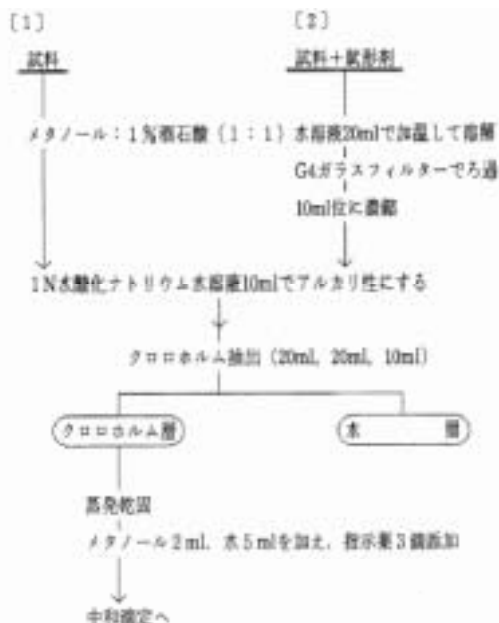 〔1〕 〔2〕
試料 試料+賦形剤
メタノール:1%酒石酸(1:1)水溶液20mlで加温して溶解
G4ガラスフィルターでろ過
10ml位に濃縮
1N水酸化ナトリウム水溶液10mlでアルカリ性にする
クロロホルム抽出(20ml, 20ml, 10ml)
クロロホルム層 水 層
蒸発乾固
メタノール2ml, 水5mlを加え, 指示薬3滴添加
中和滴定へ